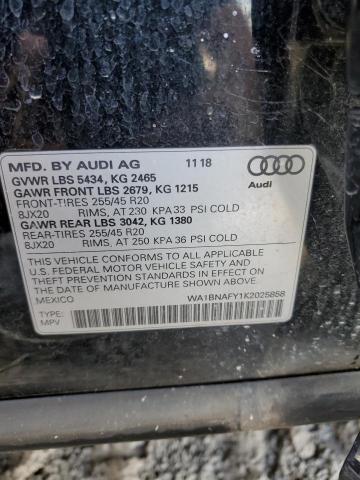 MFD. BY AUDI AG 11 18
GVWR LBS 5434, KG 2465
GAWR FRONT LBS 2679, KG 1215
FRONT-TIRES 255/45 R20
8JX20 RIMS, AT 230 KPA 33 PSI COLD
GAWR REAR LBS 3042, KG 1380
REAR-TIRES 255/45 R20
8JX20 RIMS, AT 250 KPA 36 PSI COLD
Audi
THIS VEHICLE CONFORMS TO ALL APPLICABLE
U.S. FEDERAL MOTOR VEHICLE SAFETY AND
THEFT PREVENTION STANDARDS IN EFFECT ON
THE DATE OF MANUFACTURE SHOWN ABOVE.
MEXICO WA1BNAFY1K2025858
TYPE:
MPV